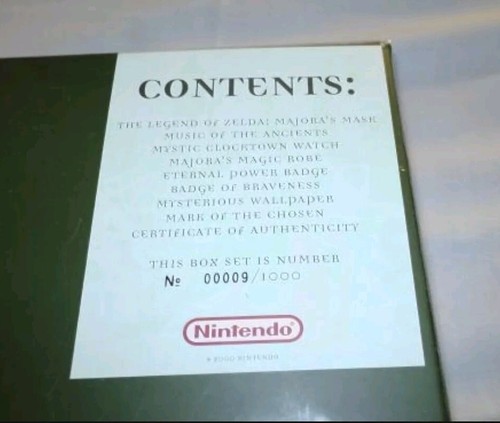 CONTENTS:
THE LEGEND OF ZELDA: MAJORA'S MASK
MUSIC OF THE ANCIENTS
MYSTIC CLOCKTOWN WATCH
MAJORA'S MAGIC ROBE
ETERNAL POWER BADGE
BADGE OF BRAVENESS
MYSTERIOUS WALLPAPER
MARK OF THE CHOSEN
CERTIFICATE OF AUTHENTICITY
THIS BOX SET IS NUMBER
№ 00009/1000
Nintendo
© 2000 NINTENDO